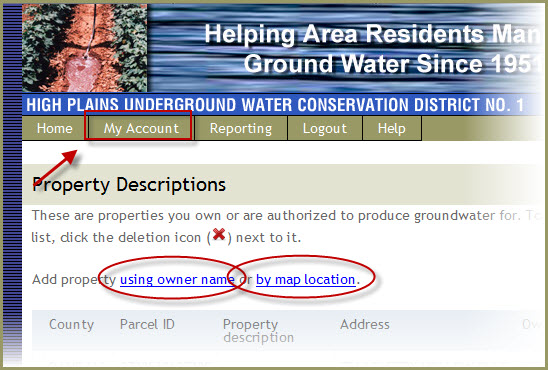 Helping Area Residents Man
Ground Water Since 1951
HIGH PLAINS UNDERGROUND WATER CONSERVATION DISTRICT NO. 1
Home My Account Reporting Logout Help
Property Descriptions
These are properties you own or are authorized to produce groundwater for. To
list, click the deletion icon (✖) next to it.
Add property using owner name or by map location.
County Parcel ID Property description Address Ow